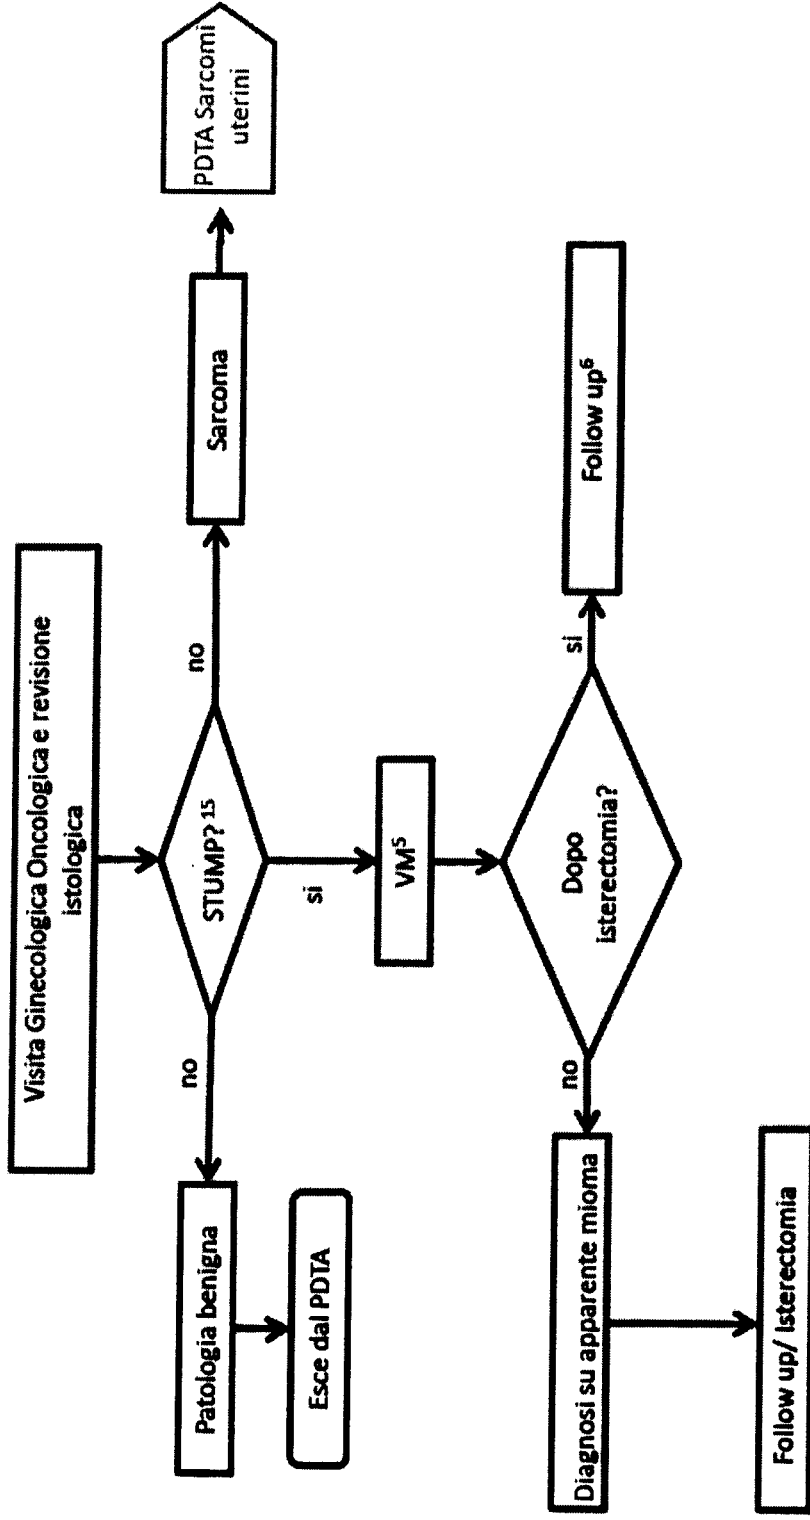 Visita Ginecologica Oncologica e revisione
istologica
no
STUMP?¹⁵
no
si
Patologia benigna
Esce dal PDTA
Sarcoma
PDTA Sarcomi
uterini
VM⁵
Dopo
isterectomia?
no
si
Diagnosi su apparente mioma
Follow up/ Isterectomia
Follow up⁶